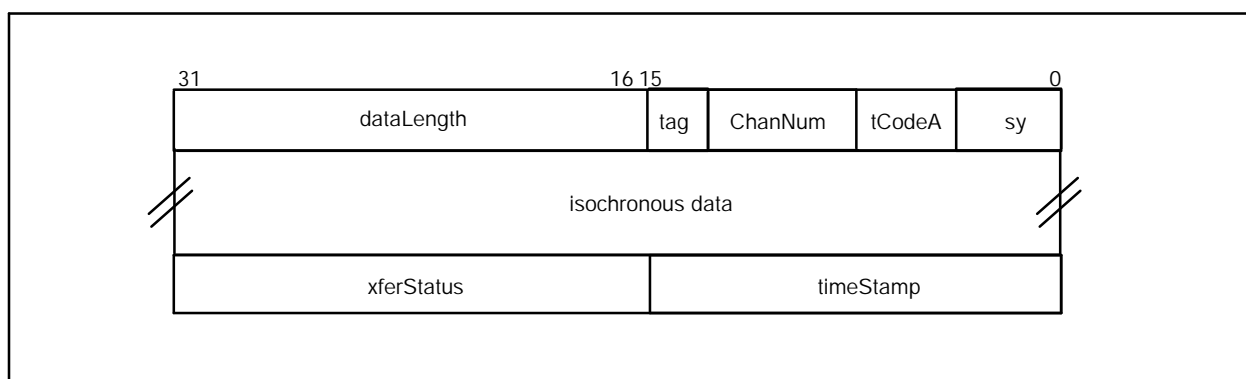 31 16 15 0
dataLength tag ChanNum tCodeA sy
isochronous data
xferStatus timeStamp